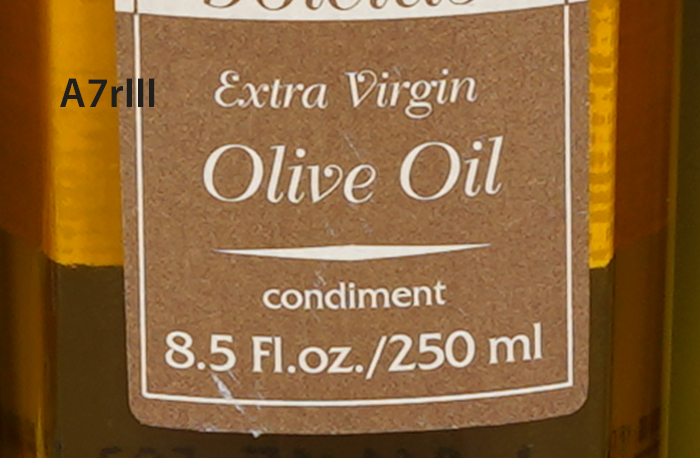 A7rIII
Extra Virgin
Olive Oil
condiment
8.5 Fl.oz./250 ml